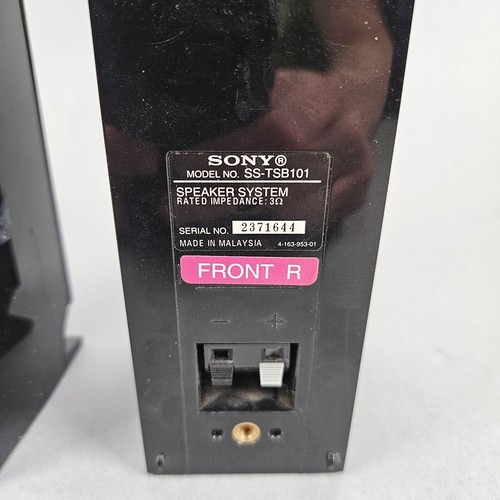 SONY®
MODEL NO. SS-TSB101
SPEAKER SYSTEM
RATED IMPEDANCE: 3Ω
SERIAL NO. 2371644
MADE IN MALAYSIA 4-163-953-01
FRONT R
− +